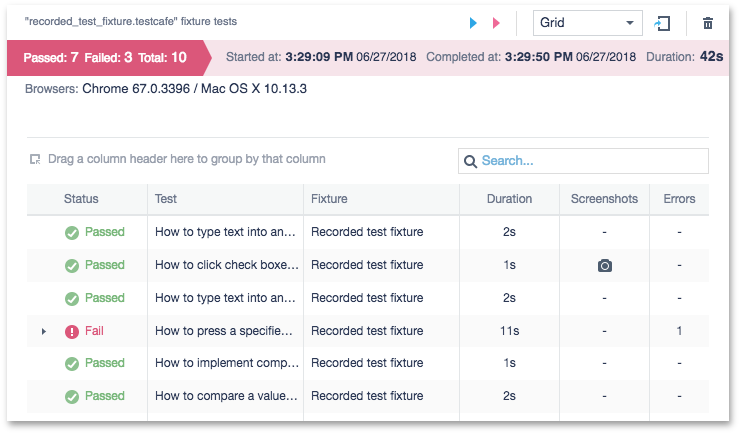 "recorded_test_fixture.testcafe" fixture tests Grid
Passed: 7 Failed: 3 Total: 10 Started at: 3:29:09 PM 06/27/2018 Completed at: 3:29:50 PM 06/27/2018 Duration: 42s
Browsers: Chrome 67.0.3396 / Mac OS X 10.13.3
Drag a column header here to group by that column Search...
Status Test Fixture Duration Screenshots Errors
Passed How to type text into an... Recorded test fixture 2s - -
Passed How to click check boxe... Recorded test fixture 1s -
Passed How to type text into an... Recorded test fixture 2s - -
Fail How to press a specifie... Recorded test fixture 11s - 1
Passed How to implement comp... Recorded test fixture 1s - -
Passed How to compare a value... Recorded test fixture 2s - -